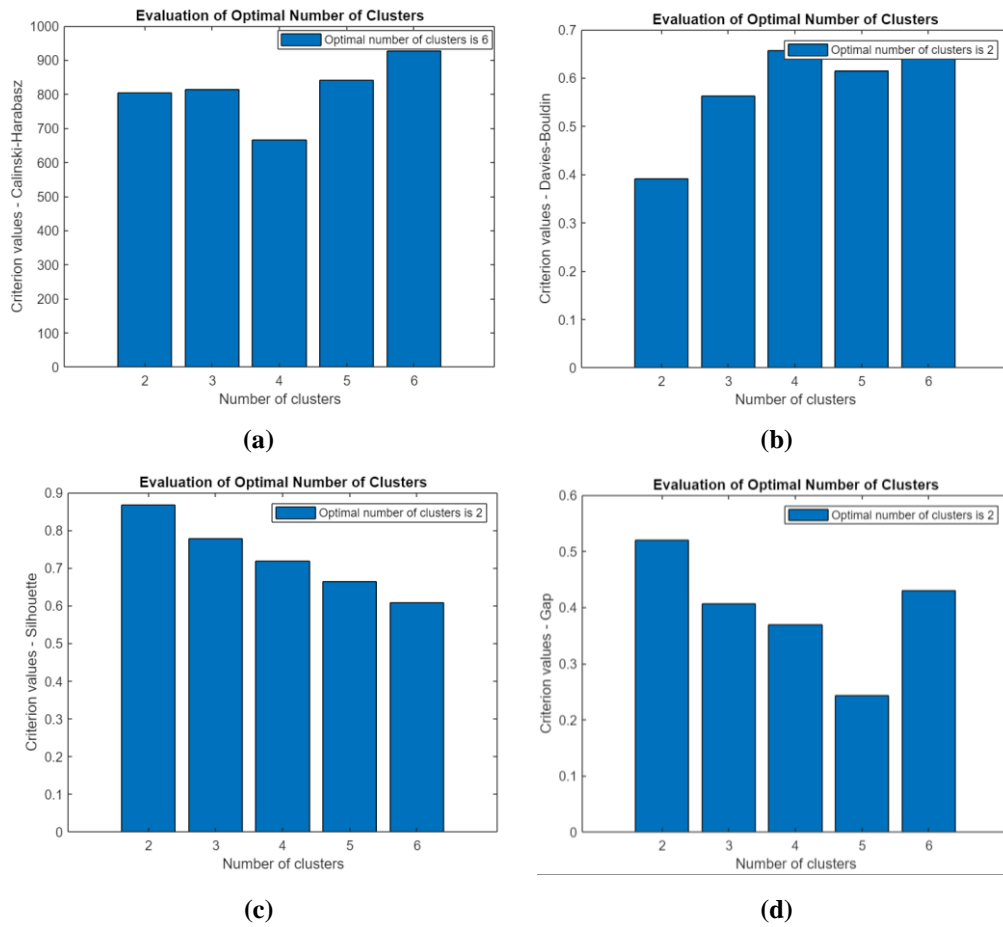 Evaluation of Optimal Number of Clusters
1000
900
800
700
600
500
400
300
200
100
0
Criterion values - Calinski-Harabasz
Optimal number of clusters is 6
2 3 4 5 6
Number of clusters
(a)
Evaluation of Optimal Number of Clusters
0.7
0.6
0.5
0.4
0.3
0.2
0.1
0
Criterion values - Davies-Bouldin
Optimal number of clusters is 2
2 3 4 5 6
Number of clusters
(b)
Evaluation of Optimal Number of Clusters
0.9
0.8
0.7
0.6
0.5
0.4
0.3
0.2
0.1
0
Criterion values - Silhouette
Optimal number of clusters is 2
2 3 4 5 6
Number of clusters
(c)
Evaluation of Optimal Number of Clusters
0.6
0.5
0.4
0.3
0.2
0.1
0
Criterion values - Gap
Optimal number of clusters is 2
2 3 4 5 6
Number of clusters
(d)